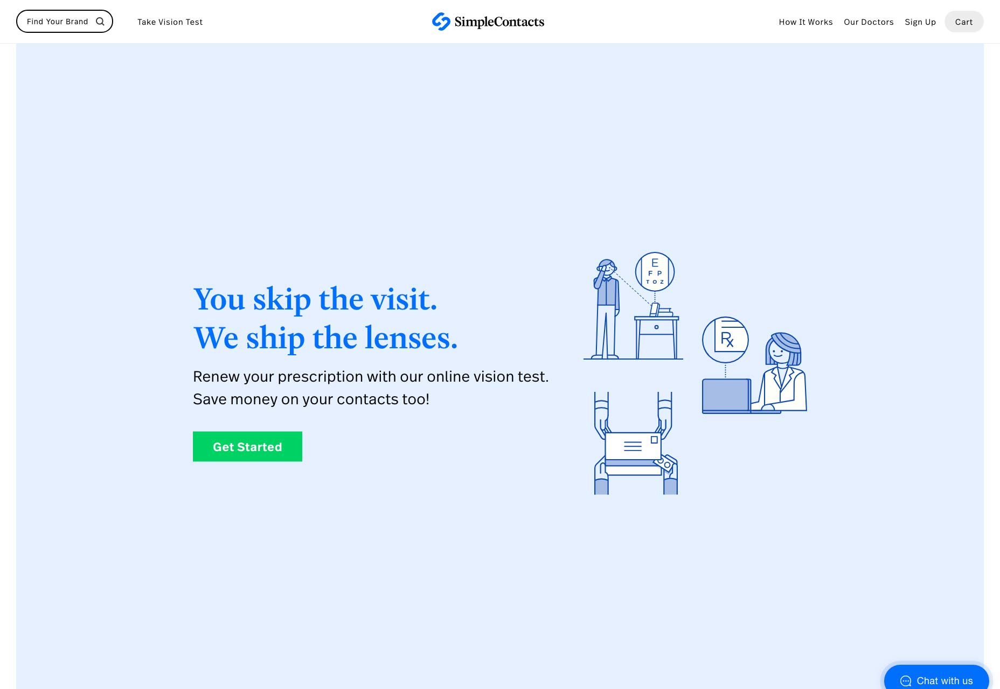 Find Your Brand
Take Vision Test
SimpleContacts
How It Works
Our Doctors
Sign Up
Cart
You skip the visit.
We ship the lenses.
Renew your prescription with our online vision test.
Save money on your contacts too!
Get Started
E
F P
T O Z
Rx
Chat with us